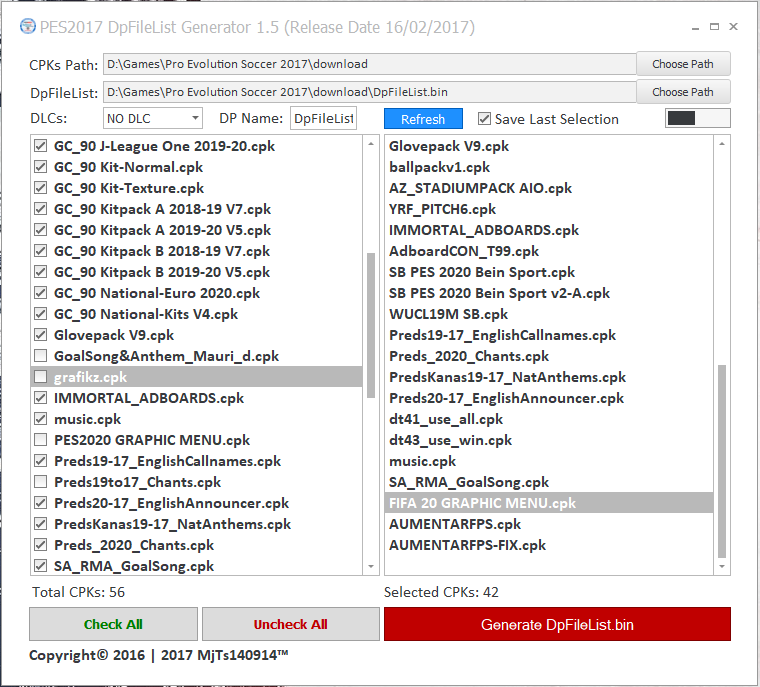 PES2017 DpFileList Generator 1.5 (Release Date 16/02/2017)
CPKs Path: D:\Games\Pro Evolution Soccer 2017\download Choose Path
DpFileList: D:\Games\Pro Evolution Soccer 2017\download\DpFileList.bin Choose Path
DLCs: NO DLC DP Name: DpFileList Refresh Save Last Selection
GC_90 J-League One 2019-20.cpk
GC_90 Kit-Normal.cpk
GC_90 Kit-Texture.cpk
GC_90 Kitpack A 2018-19 V7.cpk
GC_90 Kitpack A 2019-20 V5.cpk
GC_90 Kitpack B 2018-19 V7.cpk
GC_90 Kitpack B 2019-20 V5.cpk
GC_90 National-Euro 2020.cpk
GC_90 National-Kits V4.cpk
Glovepack V9.cpk
GoalSong&Anthem_Mauri_d.cpk
grafikz.cpk
IMMORTAL_ADBOARDS.cpk
music.cpk
PES2020 GRAPHIC MENU.cpk
Preds19-17_EnglishCallnames.cpk
Preds19to17_Chants.cpk
Preds20-17_EnglishAnnouncer.cpk
PredsKanas19-17_NatAnthems.cpk
Preds_2020_Chants.cpk
SA_RMA_GoalSong.cpk
Glovepack V9.cpk
ballpackv1.cpk
AZ_STADIUMPACK AIO.cpk
YRF_PITCH6.cpk
IMMORTAL_ADBOARDS.cpk
AdboardCON_T99.cpk
SB PES 2020 Bein Sport.cpk
SB PES 2020 Bein Sport v2-A.cpk
WUCL19M SB.cpk
Preds19-17_EnglishCallnames.cpk
Preds_2020_Chants.cpk
PredsKanas19-17_NatAnthems.cpk
Preds20-17_EnglishAnnouncer.cpk
dt41_use_all.cpk
dt43_use_win.cpk
music.cpk
SA_RMA_GoalSong.cpk
FIFA 20 GRAPHIC MENU.cpk
AUMENTARFPS.cpk
AUMENTARFPS-FIX.cpk
Total CPKs: 56
Selected CPKs: 42
Check All Uncheck All Generate DpFileList.bin
Copyright© 2016 | 2017 MjTs140914™